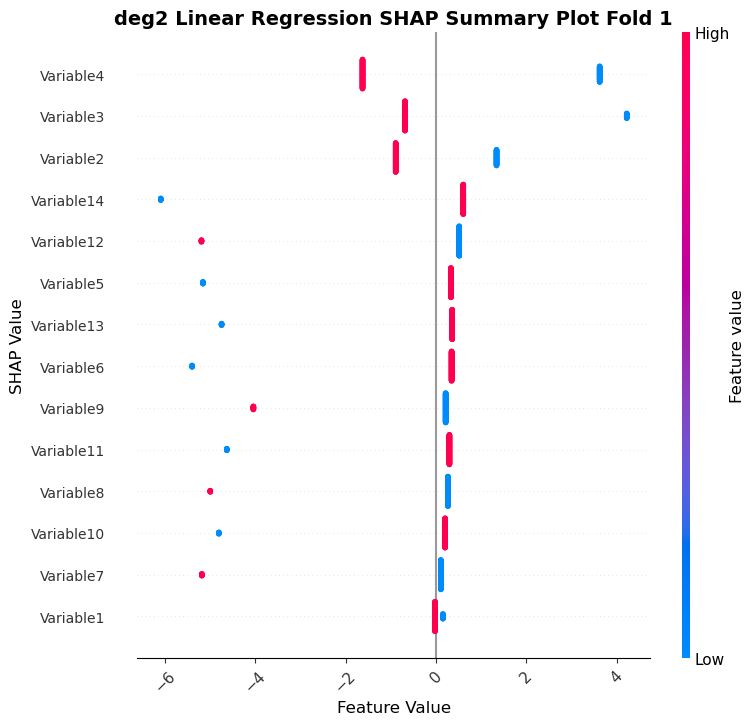 deg2 Linear Regression SHAP Summary Plot Fold 1
High
Variable4
Variable3
Variable2
Variable14
Variable12
Variable5
Variable13
Variable6
Variable9
Variable11
Variable8
Variable10
Variable7
Variable1
SHAP Value
Feature value
Low
−6
−4
−2
0
2
4
Feature Value